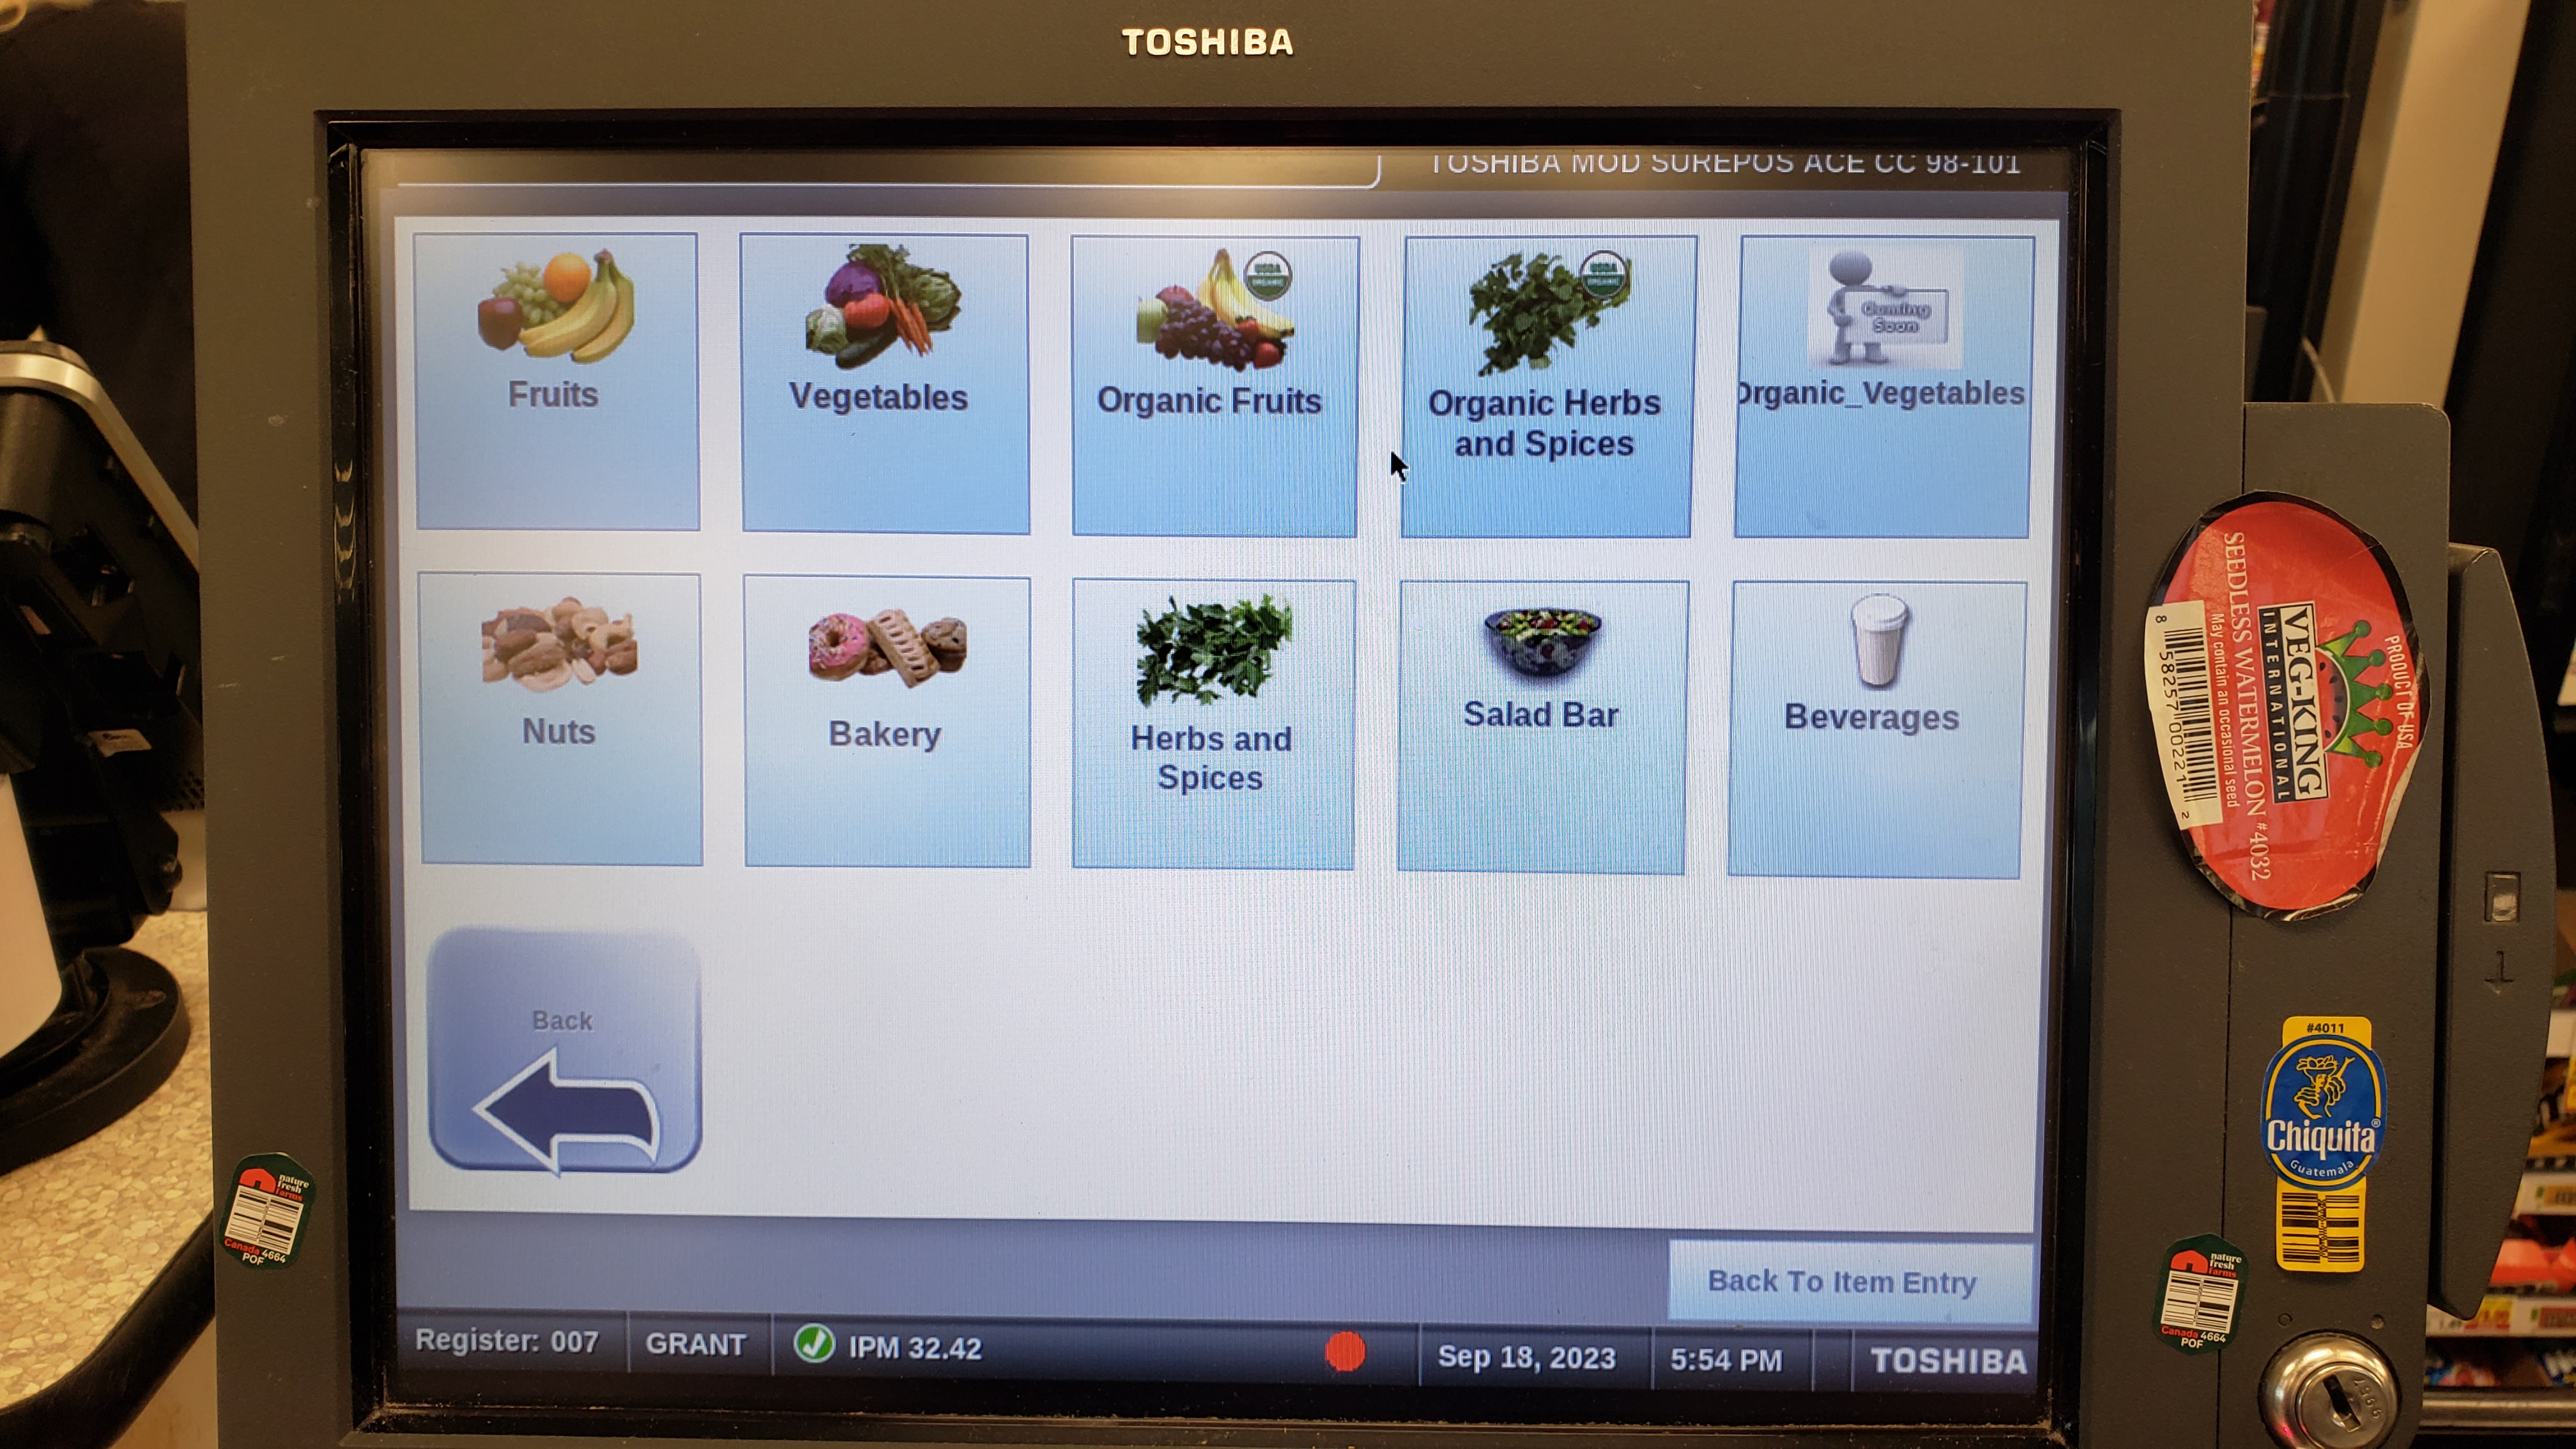 TOSHIBA
TOSHIBA MOD SUREPOS ACE CC 98-101
Fruits
Vegetables
USDA
ORGANIC
Organic Fruits
USDA
ORGANIC
Organic Herbs
and Spices
Coming
Soon
Organic_Vegetables
Nuts
Bakery
Herbs and
Spices
Salad Bar
Beverages
Back
Back To Item Entry
Register: 007
GRANT
IPM 32.42
Sep 18, 2023
5:54 PM
TOSHIBA
PRODUCT OF USA
VEG-KING
INTERNATIONAL
SEEDLESS WATERMELON #4032
May contain an occasional seed
8 58257 00221 2
#4011
Chiquita®
Guatemala
nature
fresh
farms
Canada 4664
POF
nature
fresh
farms
Canada 4664
POF